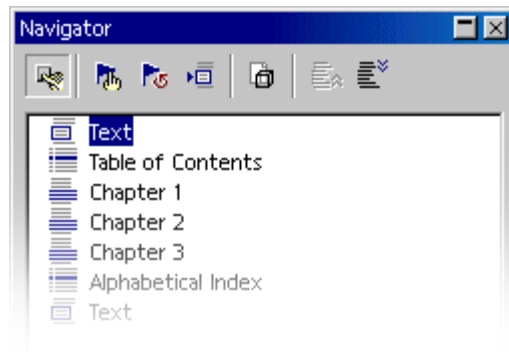 Navigator
Text
Table of Contents
Chapter 1
Chapter 2
Chapter 3
Alphabetical Index
Text